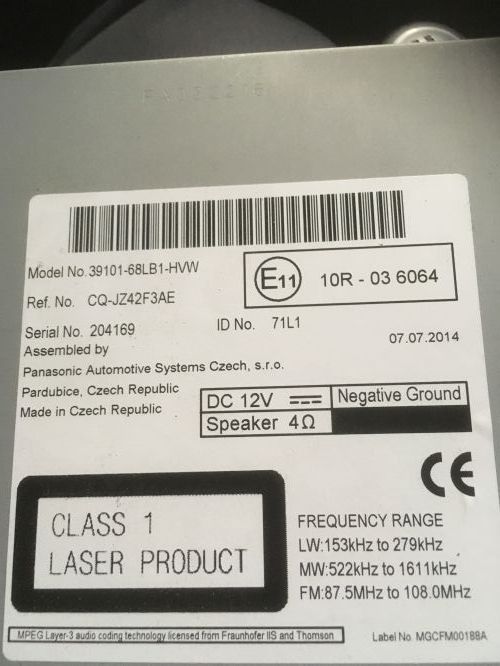 Model No. 39101-68LB1-HVW
E11 10R - 03 6064
Ref. No. CQ-JZ42F3AE
Serial No. 204169
ID No. 71L1
07.07.2014
Assembled by
Panasonic Automotive Systems Czech, s.r.o.
Pardubice, Czech Republic
Made in Czech Republic
DC 12V Negative Ground
Speaker 4Ω
CE
CLASS 1
LASER PRODUCT
FREQUENCY RANGE
LW:153kHz to 279kHz
MW:522kHz to 1611kHz
FM:87.5MHz to 108.0MHz
MPEG Layer-3 audio coding technology licensed from Fraunhofer IIS and Thomson
Label No. MGCFM00188A